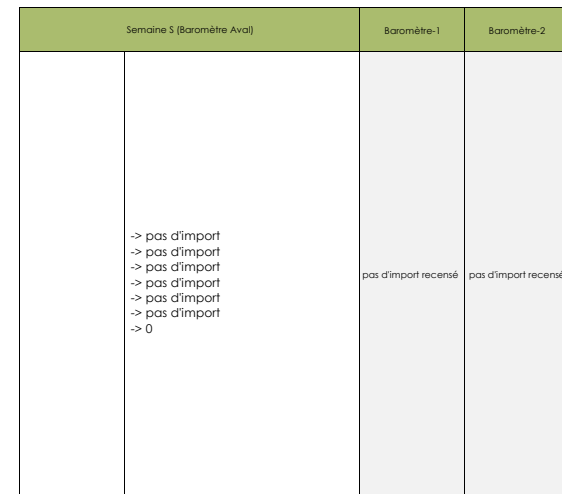 Semaine S (Baromètre Aval)
Baromètre-1
Baromètre-2
-> pas d'import
-> pas d'import
-> pas d'import
-> pas d'import
-> pas d'import
-> pas d'import
-> 0
pas d'import recensé
pas d'import recensé